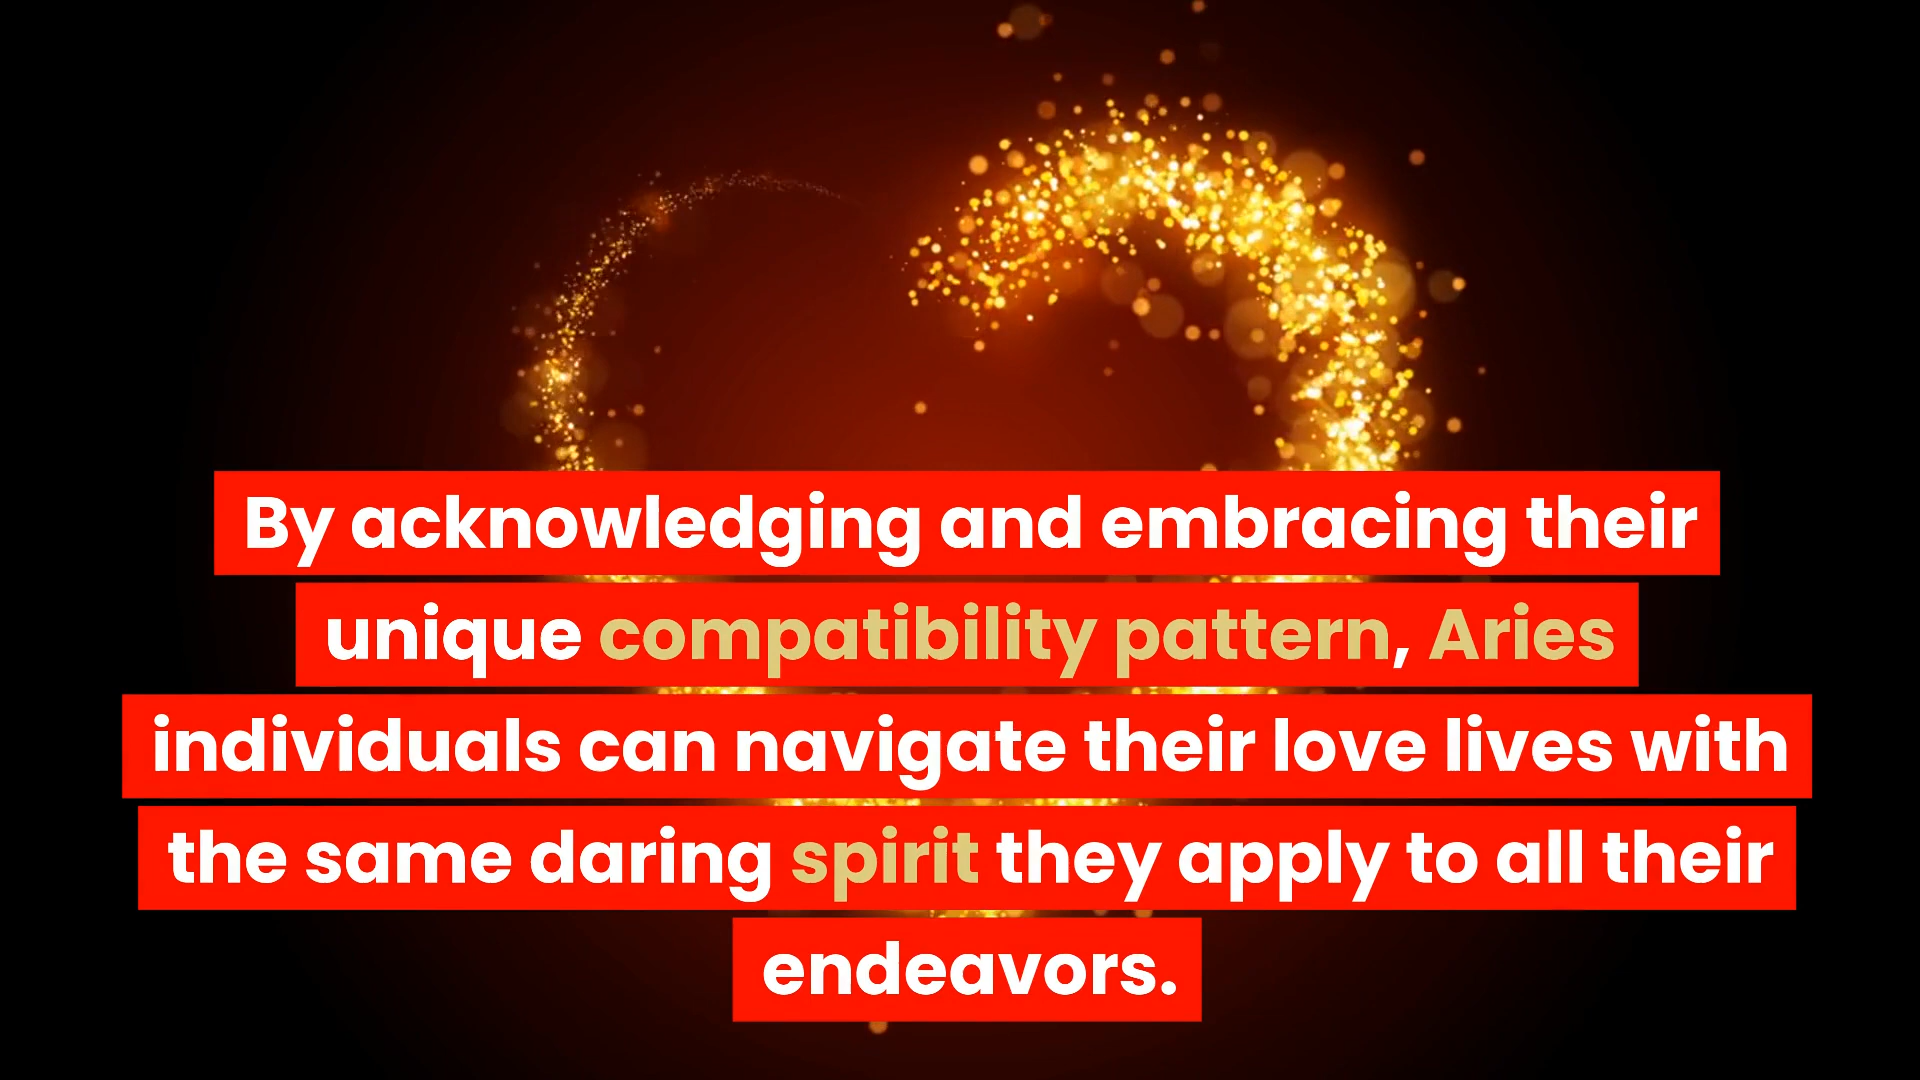 By acknowledging and embracing their
unique compatibility pattern, Aries
individuals can navigate their love lives with
the same daring spirit they apply to all their
endeavors.